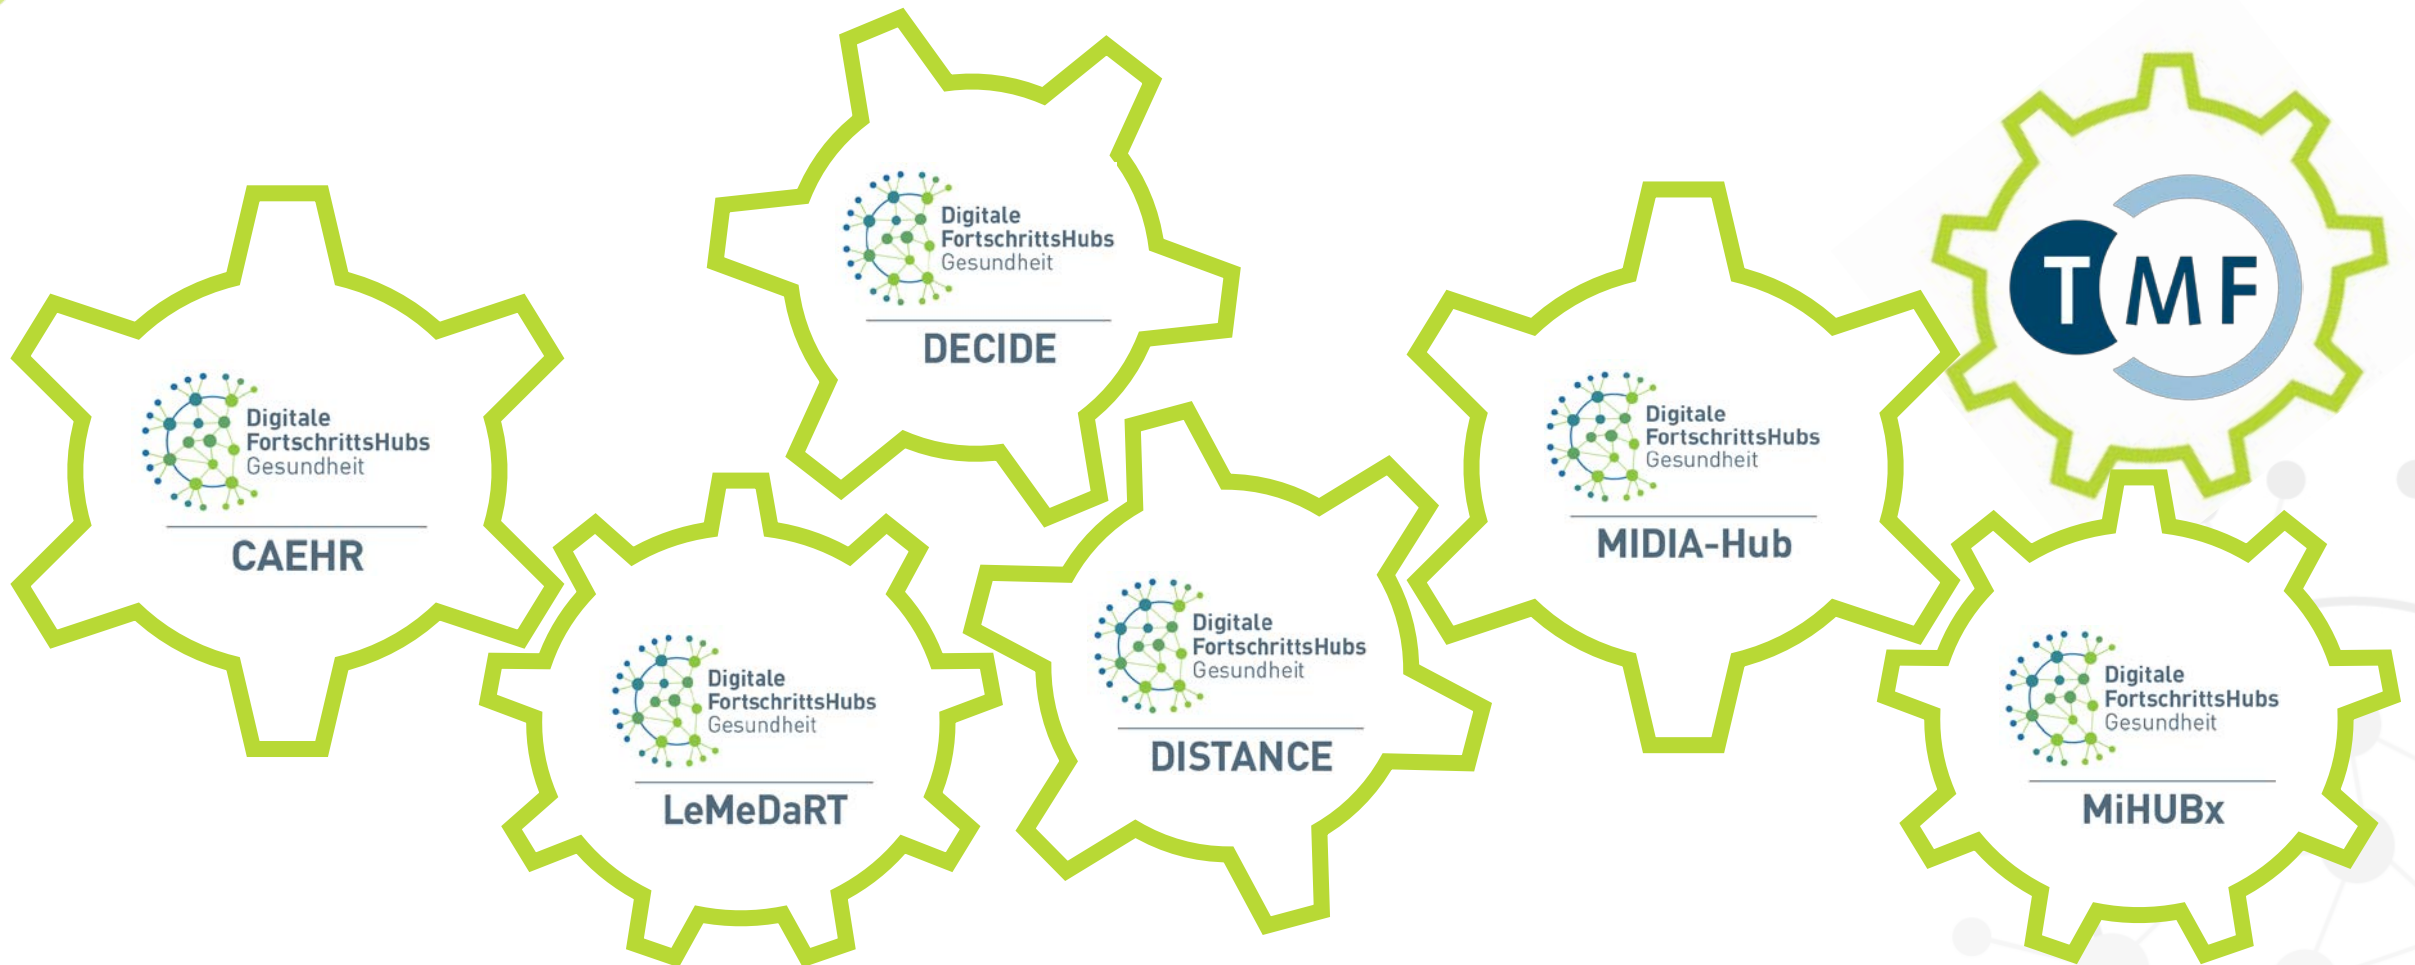 Digitale
FortschrittsHubs
Gesundheit
CAEHR
Digitale
FortschrittsHubs
Gesundheit
DECIDE
Digitale
FortschrittsHubs
Gesundheit
LeMeDaRT
Digitale
FortschrittsHubs
Gesundheit
DISTANCE
Digitale
FortschrittsHubs
Gesundheit
MIDIA-Hub
TMF
Digitale
FortschrittsHubs
Gesundheit
MiHUBx